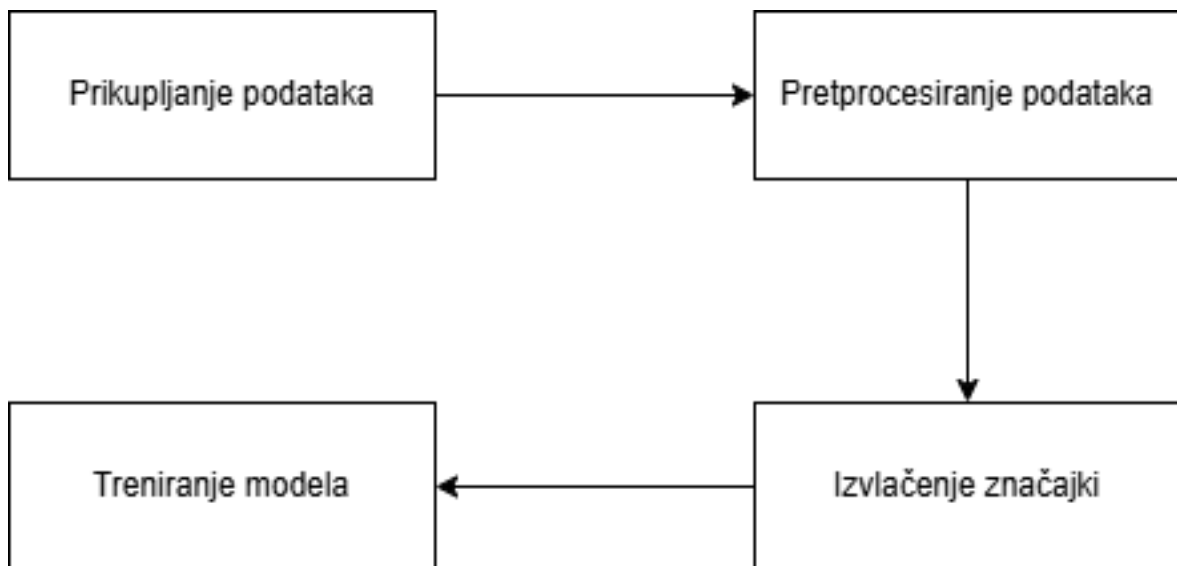 Prikupljanje podataka
Pretprocesiranje podataka
Izvlačenje značajki
Treniranje modela